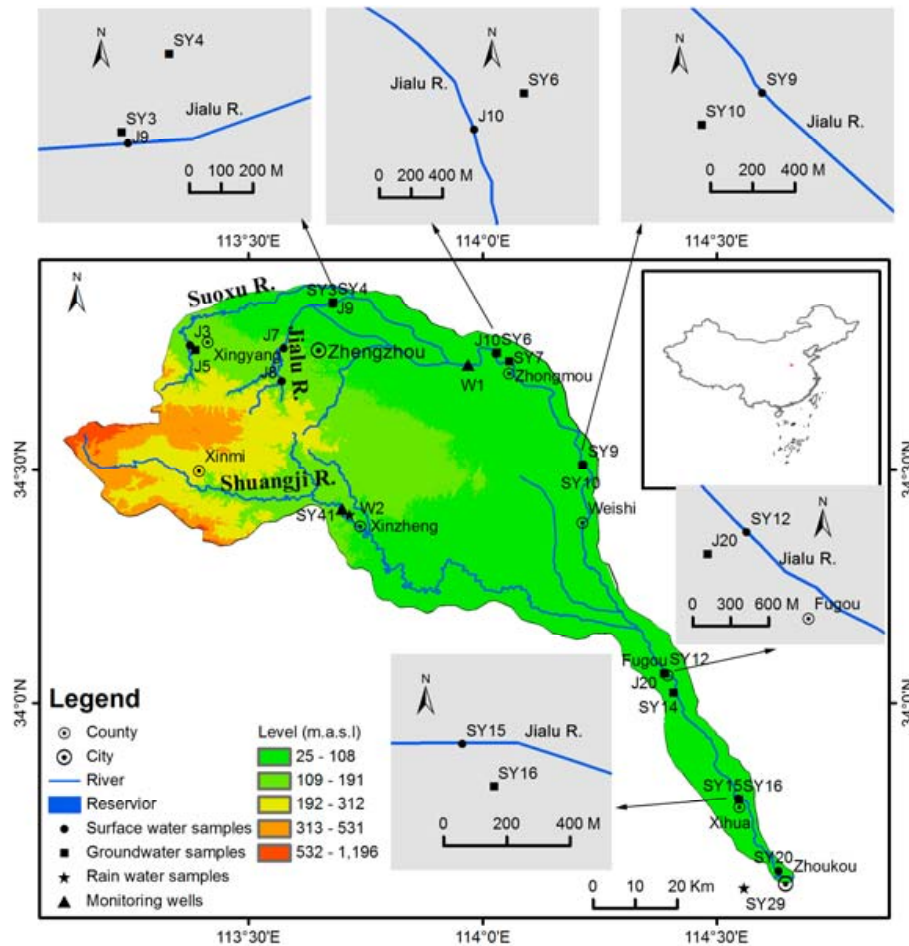 N
SY4
Jialu R.
SY3
J9
0 100 200 M
N
Jialu R.
SY6
J10
0 200 400 M
N
SY9
SY10
Jialu R.
0 200 400 M
113°30'E
114°0'E
114°30'E
N
Suoxu R.
SY3SY4
J9
J3
Xingyang
J5
J7
Jialu R.
J8
Zhengzhou
J10SY6
SY7
W1
Zhongmou
34°30'N
34°30'N
Xinmi
Shuangji R.
SY9
SY10
Weishi
SY41
W2
Xinzheng
SY12
N
J20
Jialu R.
0 300 600 M
Fugou
Fugou SY12
J20
SY14
34°0'N
34°0'N
N
SY15
Jialu R.
SY16
0 200 400 M
SY15SY16
Xihua
SY20
Zhoukou
SY29
0 10 20 Km
Legend
County
City
River
Reservior
Surface water samples
Groundwater samples
Rain water samples
Monitoring wells
Level (m.a.s.l)
25 - 108
109 - 191
192 - 312
313 - 531
532 - 1,196
113°30'E
114°0'E
114°30'E